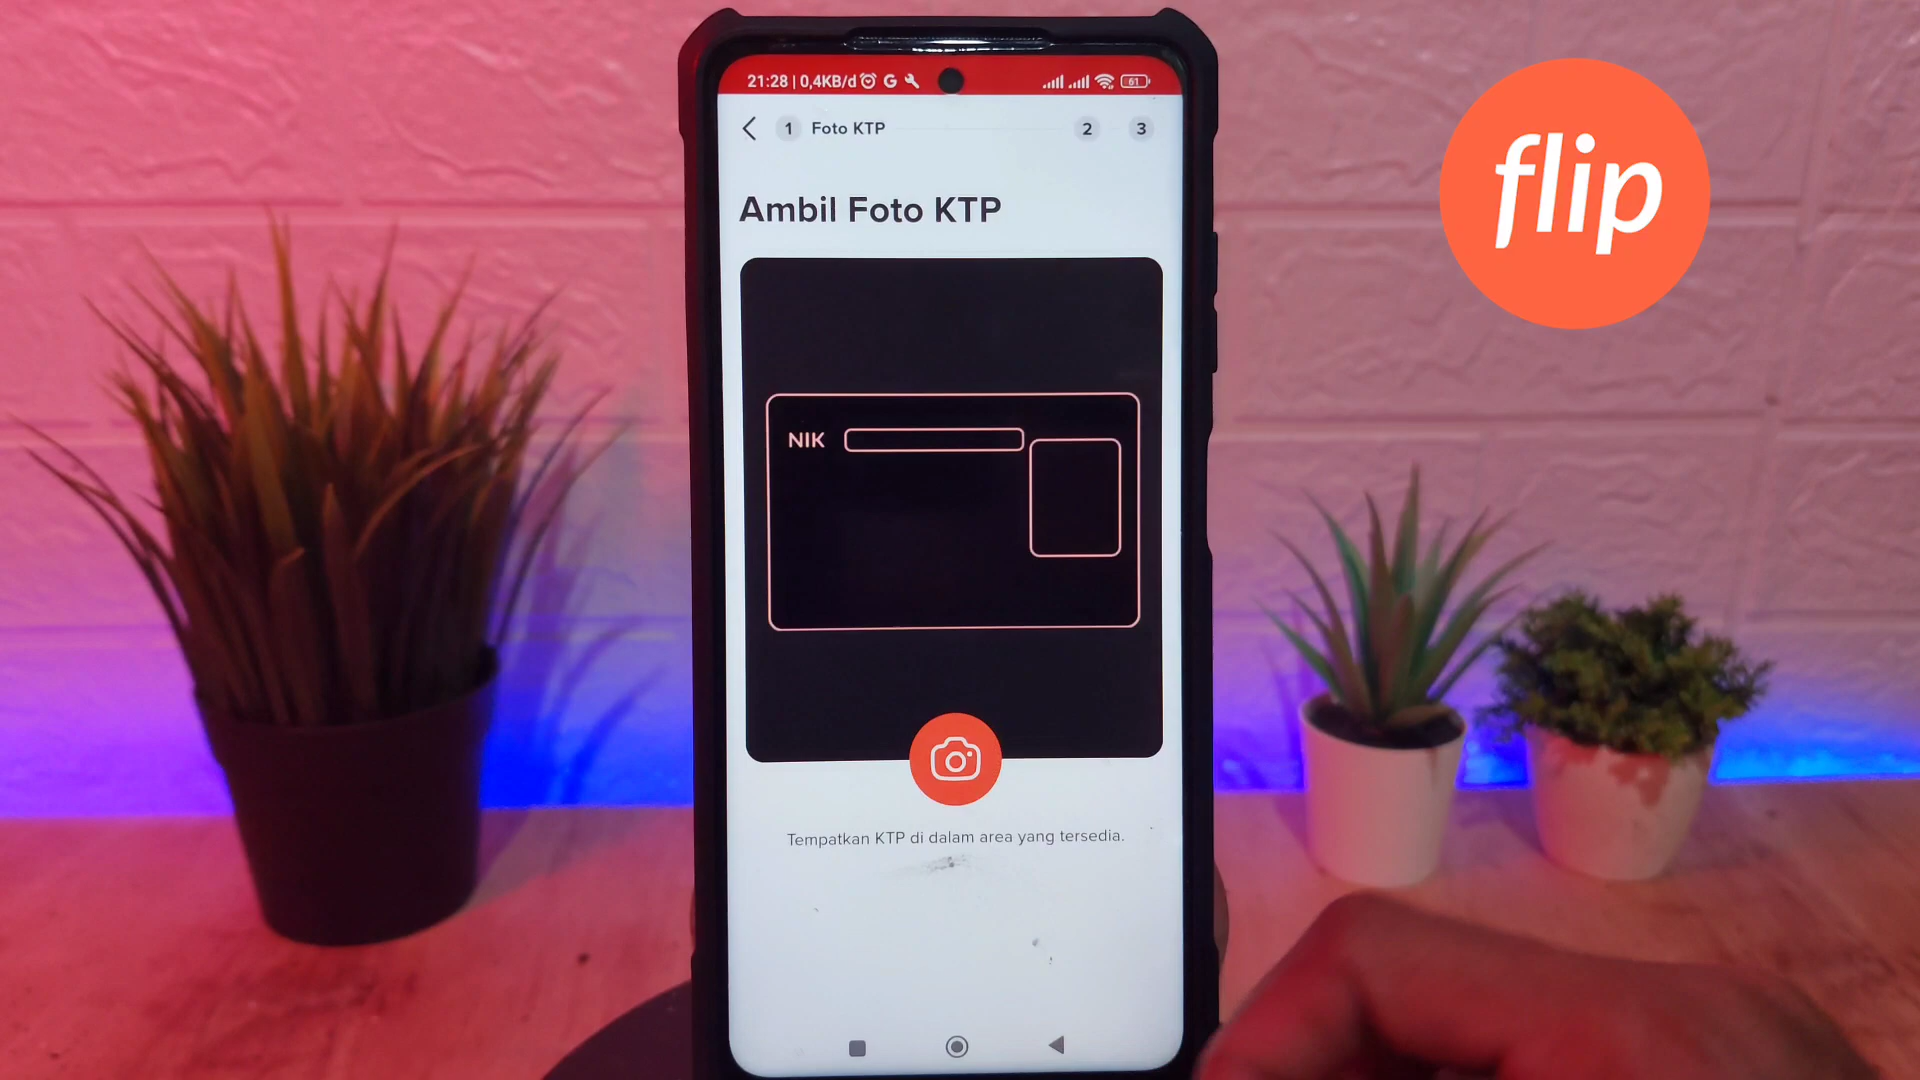 21:28 | 0,4KB/d
61
1 Foto KTP 2 3
flip
Ambil Foto KTP
NIK
Tempatkan KTP di dalam area yang tersedia.